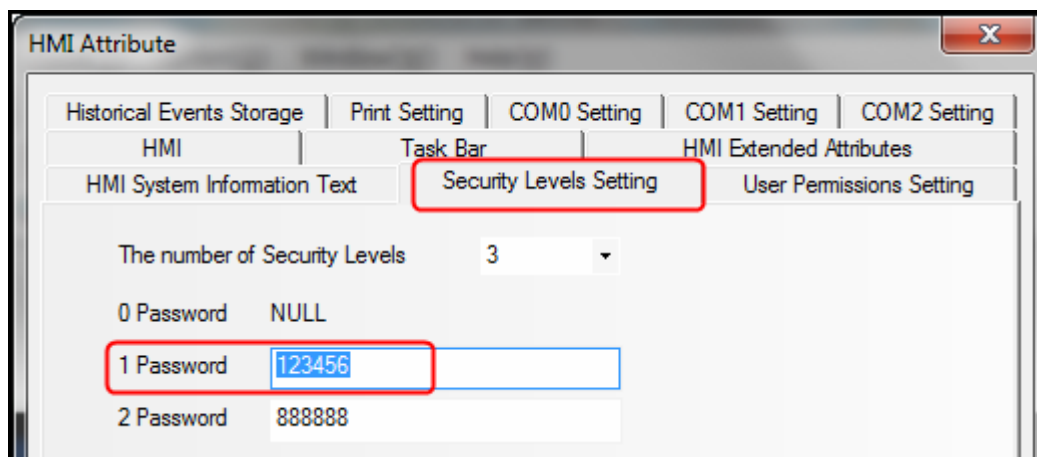 HMI Attribute
Historical Events Storage Print Setting COM0 Setting COM1 Setting COM2 Setting
HMI Task Bar HMI Extended Attributes
HMI System Information Text Security Levels Setting User Permissions Setting
The number of Security Levels 3
0 Password NULL
1 Password 123456
2 Password 888888